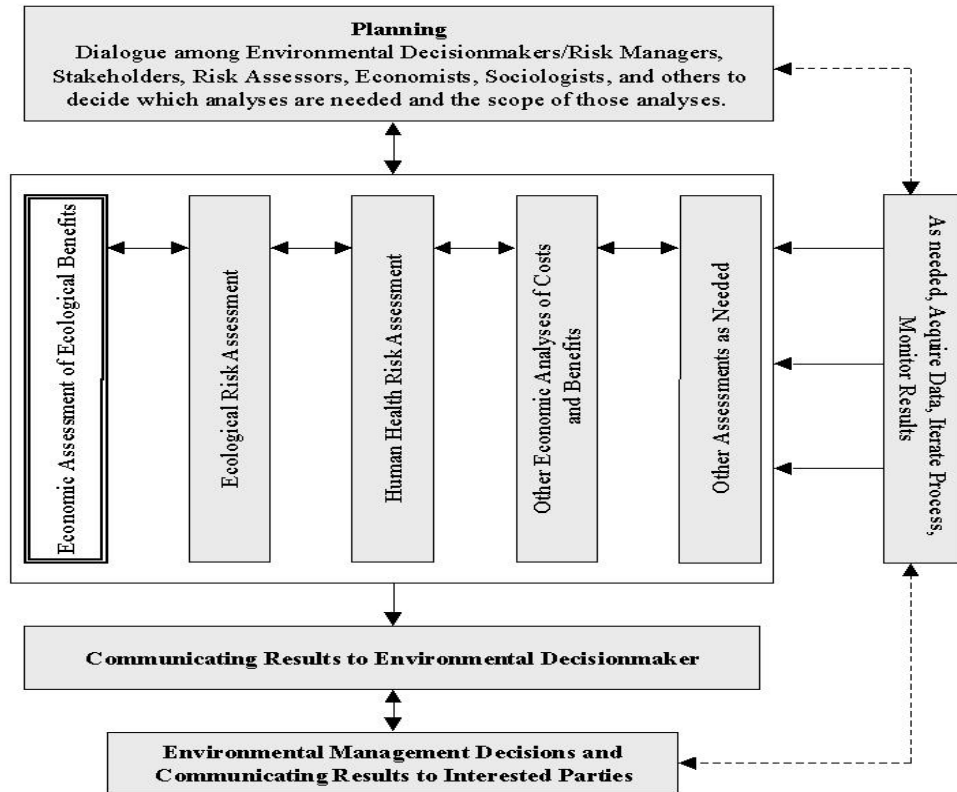 Planning
Dialogue among Environmental Decisionmakers/Risk Managers,
Stakeholders, Risk Assessors, Economists, Sociologists, and others to
decide which analyses are needed and the scope of those analyses.
Economic Assessment of Ecological Benefits
Ecological Risk Assessment
Human Health Risk Assessment
Other Economic Analyses of Costs
and Benefits
Other Assessments as Needed
As needed, Acquire Data, Iterate Process,
Monitor Results
Communicating Results to Environmental Decisionmaker
Environmental Management Decisions and
Communicating Results to Interested Parties